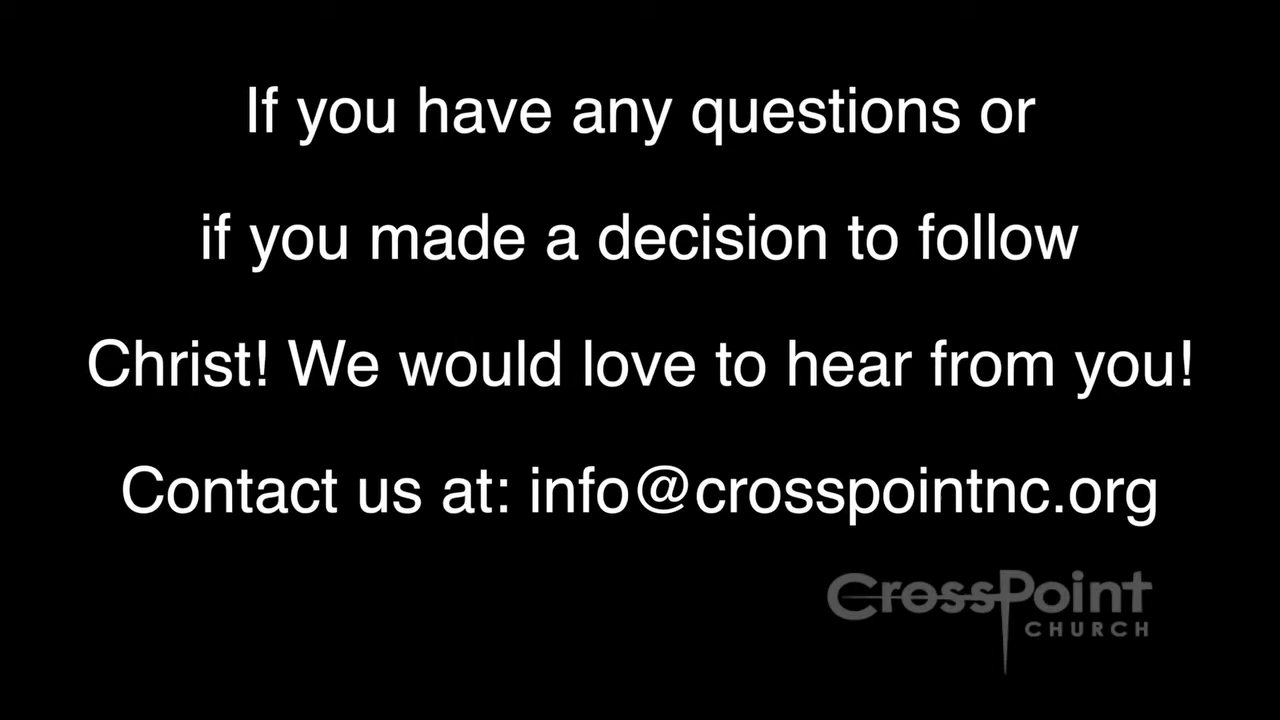 If you have any questions or
if you made a decision to follow
Christ! We would love to hear from you!
Contact us at: info@crosspointnc.org
CrossPoint
CHURCH